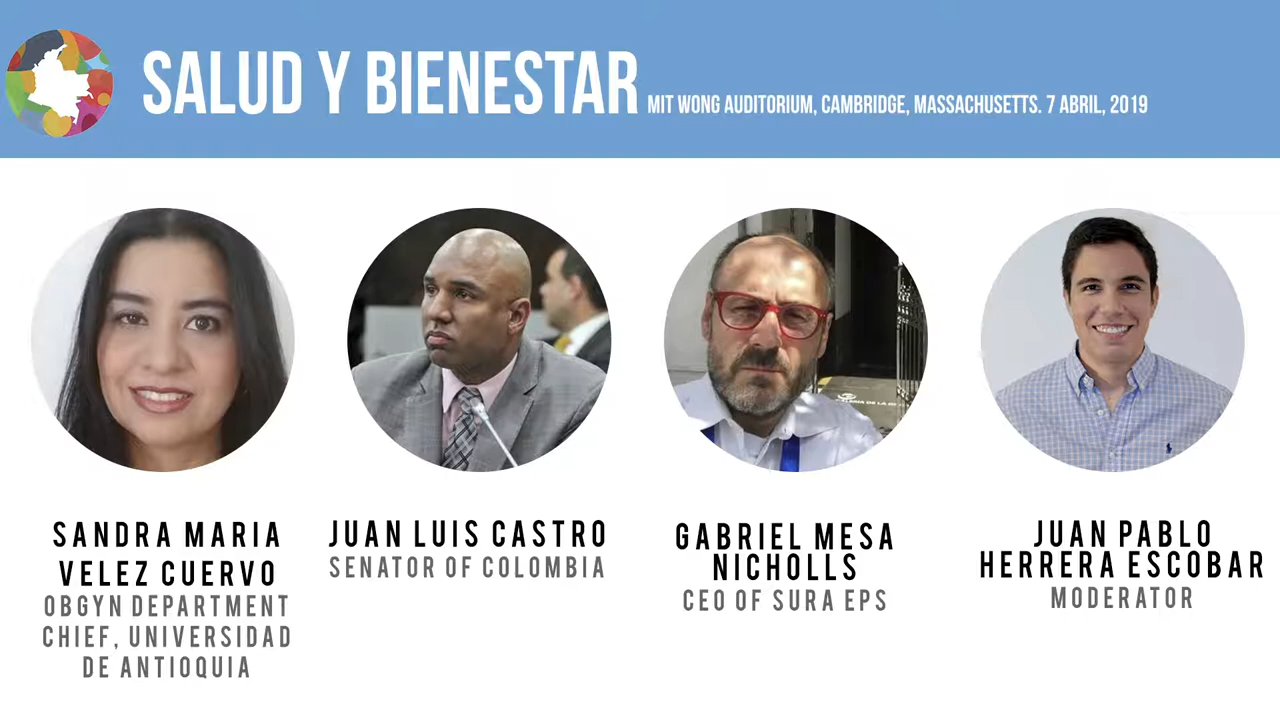 SALUD Y BIENESTAR MIT WONG AUDITORIUM, CAMBRIDGE, MASSACHUSETTS. 7 ABRIL, 2019
SANDRA MARIA
VELEZ CUERVO
OBGYN DEPARTMENT
CHIEF, UNIVERSIDAD
DE ANTIOQUIA
JUAN LUIS CASTRO
SENATOR OF COLOMBIA
GABRIEL MESA
NICHOLLS
CEO OF SURA EPS
JUAN PABLO
HERRERA ESCOBAR
MODERATOR